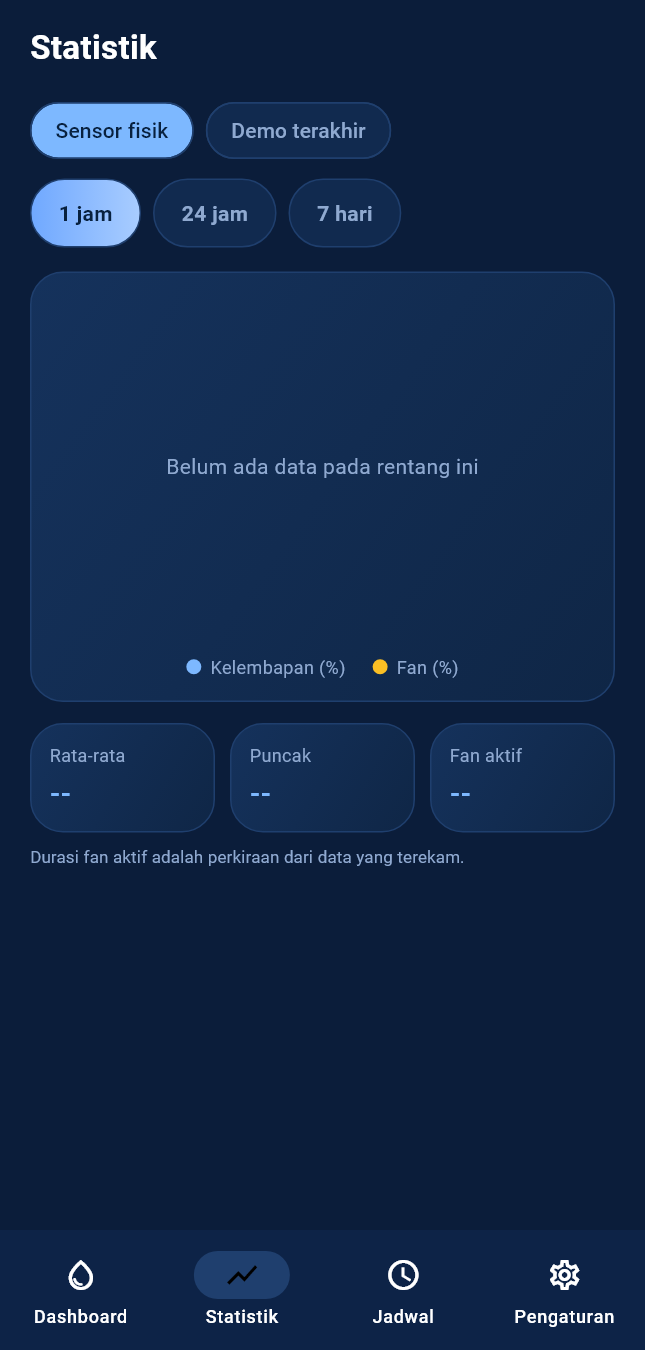 Statistik
Sensor fisik Demo terakhir
1 jam 24 jam 7 hari
Belum ada data pada rentang ini
Kelembapan (%) Fan (%)
Rata-rata Puncak Fan aktif
-- -- --
Durasi fan aktif adalah perkiraan dari data yang terekam.
Dashboard Statistik Jadwal Pengaturan